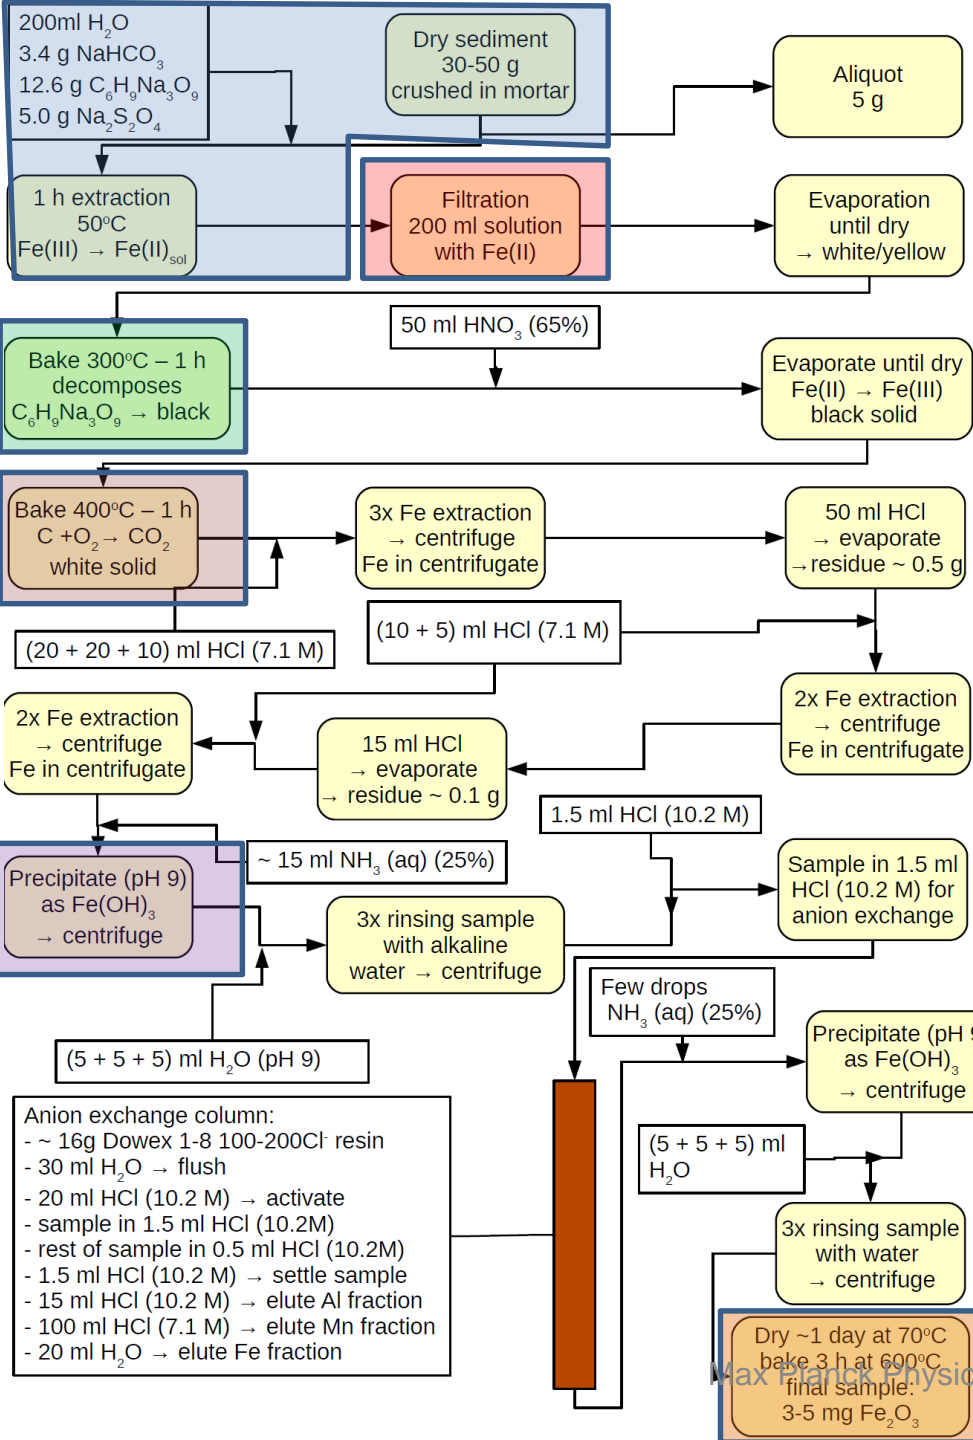 200ml H₂O
3.4 g NaHCO₃
12.6 g C₆H₉Na₃O₉
5.0 g Na₂S₂O₄
Dry sediment
30-50 g
crushed in mortar
Aliquot
5 g
1 h extraction
50ºC
Fe(III) → Fe(II)sol
Filtration
200 ml solution
with Fe(II)
Evaporation
until dry
→ white/yellow
50 ml HNO₃ (65%)
Bake 300ºC – 1 h
decomposes
C₆H₉Na₃O₉ → black
Evaporate until dry
Fe(II) → Fe(III)
black solid
Bake 400ºC – 1 h
C +O₂→ CO₂
white solid
3x Fe extraction
→ centrifuge
Fe in centrifugate
50 ml HCl
→ evaporate
→residue ~ 0.5 g
(20 + 20 + 10) ml HCl (7.1 M)
(10 + 5) ml HCl (7.1 M)
2x Fe extraction
→ centrifuge
Fe in centrifugate
15 ml HCl
→ evaporate
→ residue ~ 0.1 g
2x Fe extraction
→ centrifuge
Fe in centrifugate
1.5 ml HCl (10.2 M)
~ 15 ml NH₃ (aq) (25%)
Precipitate (pH 9)
as Fe(OH)₃
→ centrifuge
3x rinsing sample
with alkaline
water → centrifuge
Sample in 1.5 ml
HCl (10.2 M) for
anion exchange
(5 + 5 + 5) ml H₂O (pH 9)
Few drops
NH₃ (aq) (25%)
Precipitate (pH 9
as Fe(OH)₃
→ centrifuge
Anion exchange column:
- ~ 16g Dowex 1-8 100-200Cl⁻ resin
- 30 ml H₂O → flush
- 20 ml HCl (10.2 M) → activate
- sample in 1.5 ml HCl (10.2M)
- rest of sample in 0.5 ml HCl (10.2M)
- 1.5 ml HCl (10.2 M) → settle sample
- 15 ml HCl (10.2 M) → elute Al fraction
- 100 ml HCl (7.1 M) → elute Mn fraction
- 20 ml H₂O → elute Fe fraction
(5 + 5 + 5) ml
H₂O
3x rinsing sample
with water
→ centrifuge
Dry ~1 day at 70ºC
bake 3 h at 600ºC
final sample:
3-5 mg Fe₂O₃
Max Planck Physic